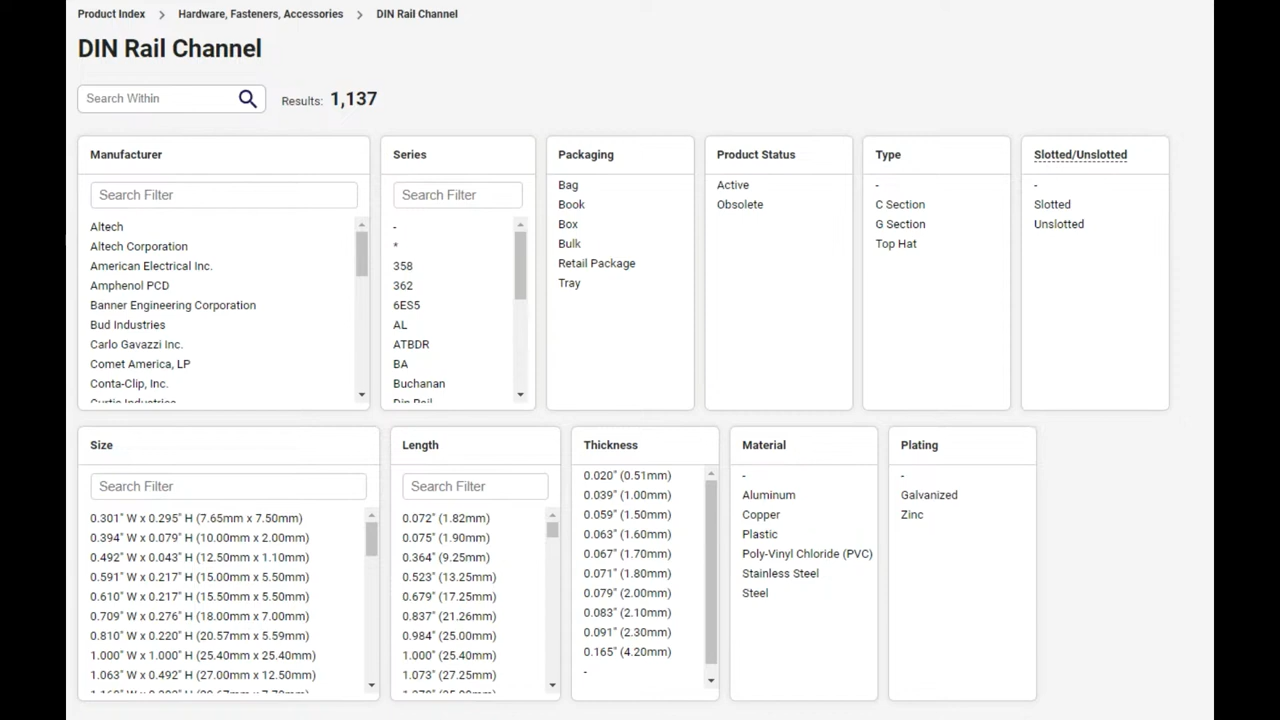 Product Index > Hardware, Fasteners, Accessories > DIN Rail Channel
DIN Rail Channel
Search Within
Results: 1,137
Manufacturer
Search Filter
Altech
Altech Corporation
American Electrical Inc.
Amphenol PCD
Banner Engineering Corporation
Bud Industries
Carlo Gavazzi Inc.
Comet America, LP
Conta-Clip, Inc.
Curtis Industries
Series
Search Filter
-
*
358
362
6ES5
AL
ATBDR
BA
Buchanan
Din Rail
Packaging
Bag
Book
Box
Bulk
Retail Package
Tray
Product Status
Active
Obsolete
Type
-
C Section
G Section
Top Hat
Slotted/Unslotted
-
Slotted
Unslotted
Size
Search Filter
0.301" W x 0.295" H (7.65mm x 7.50mm)
0.394" W x 0.079" H (10.00mm x 2.00mm)
0.492" W x 0.043" H (12.50mm x 1.10mm)
0.591" W x 0.217" H (15.00mm x 5.50mm)
0.610" W x 0.217" H (15.50mm x 5.50mm)
0.709" W x 0.276" H (18.00mm x 7.00mm)
0.810" W x 0.220" H (20.57mm x 5.59mm)
1.000" W x 1.000" H (25.40mm x 25.40mm)
1.063" W x 0.492" H (27.00mm x 12.50mm)
Length
Search Filter
0.072" (1.82mm)
0.075" (1.90mm)
0.364" (9.25mm)
0.523" (13.25mm)
0.679" (17.25mm)
0.837" (21.26mm)
0.984" (25.00mm)
1.000" (25.40mm)
1.073" (27.25mm)
Thickness
0.020" (0.51mm)
0.039" (1.00mm)
0.059" (1.50mm)
0.063" (1.60mm)
0.067" (1.70mm)
0.071" (1.80mm)
0.079" (2.00mm)
0.083" (2.10mm)
0.091" (2.30mm)
0.165" (4.20mm)
-
Material
-
Aluminum
Copper
Plastic
Poly-Vinyl Chloride (PVC)
Stainless Steel
Steel
Plating
-
Galvanized
Zinc